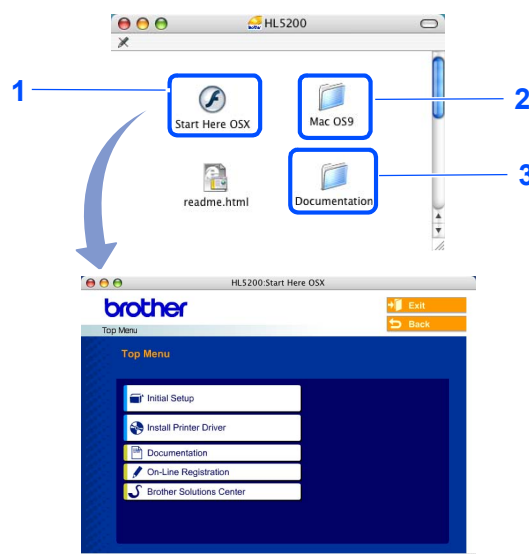 HL5200
1
Start Here OSX
2
Mac OS9
readme.html
3
Documentation
HL5200:Start Here OSX
brother
Exit
Top Menu
Back
Top Menu
Initial Setup
Install Printer Driver
Documentation
On-Line Registration
Brother Solutions Center